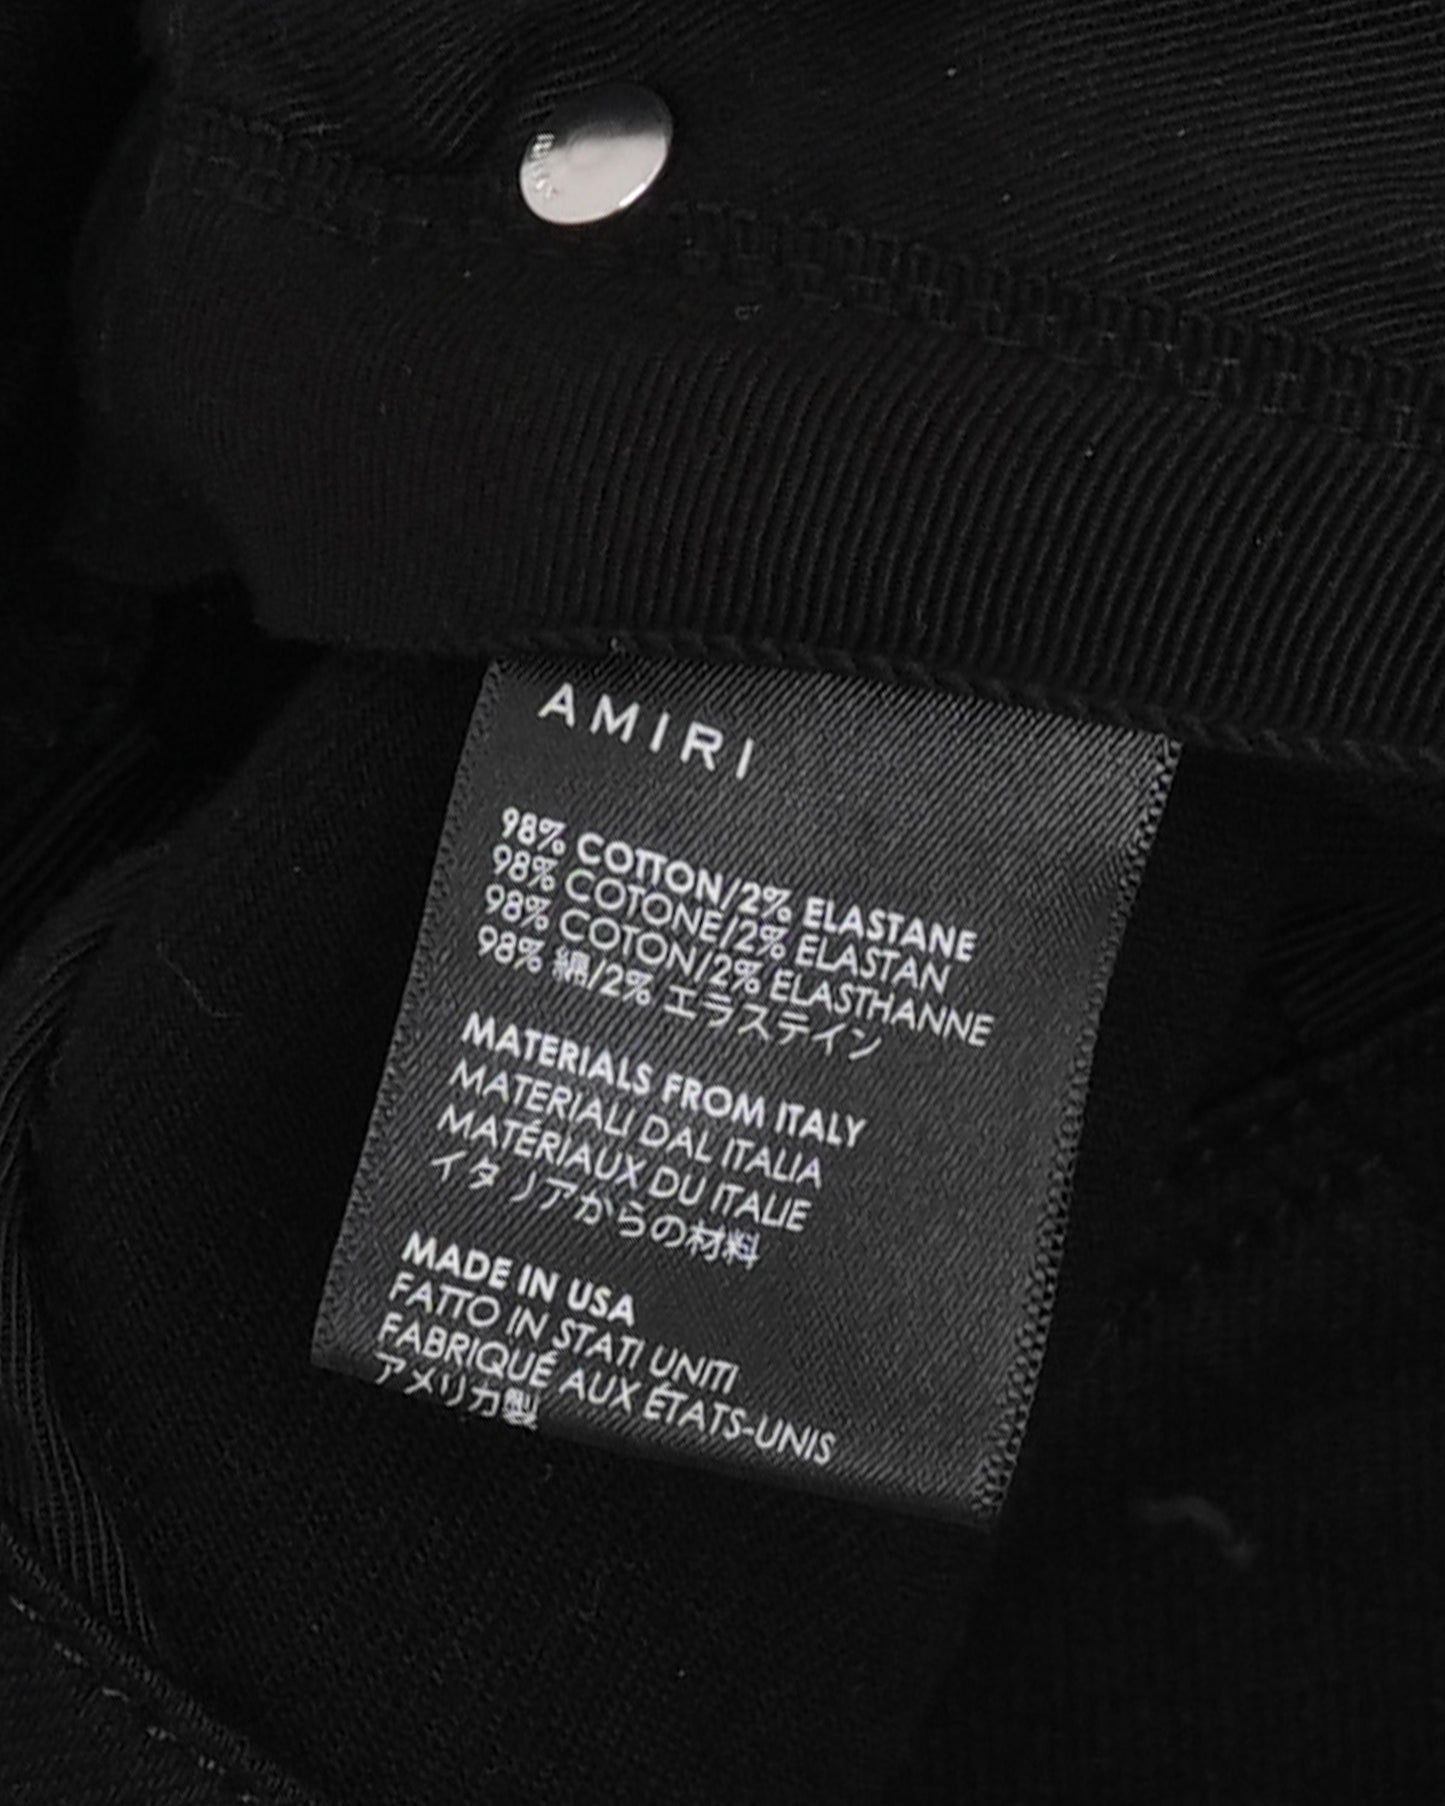 AMIRI
98% COTTON/2% ELASTANE
98% COTONE/2% ELASTAN
98% COTON/2% ELASTHANNE
98% 綿/2% エラステイン
MATERIALS FROM ITALY
MATERIALI DAL ITALIA
MATÉRIAUX DU ITALIE
イタリアからの材料
MADE IN USA
FATTO IN STATI UNITI
FABRIQUÉ AUX ÉTATS-UNIS
アメリカ製